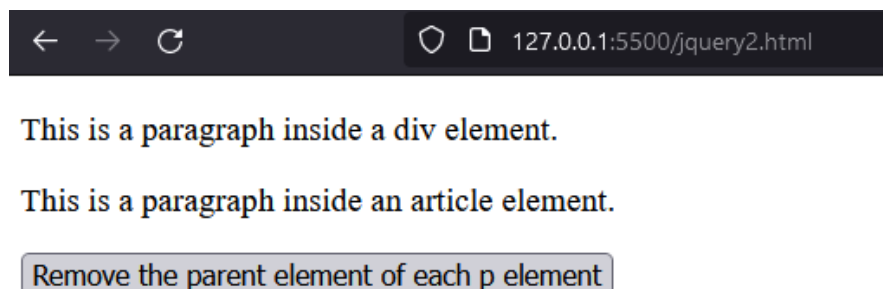 127.0.0.1:5500/jquery2.html
This is a paragraph inside a div element.
This is a paragraph inside an article element.
Remove the parent element of each p element